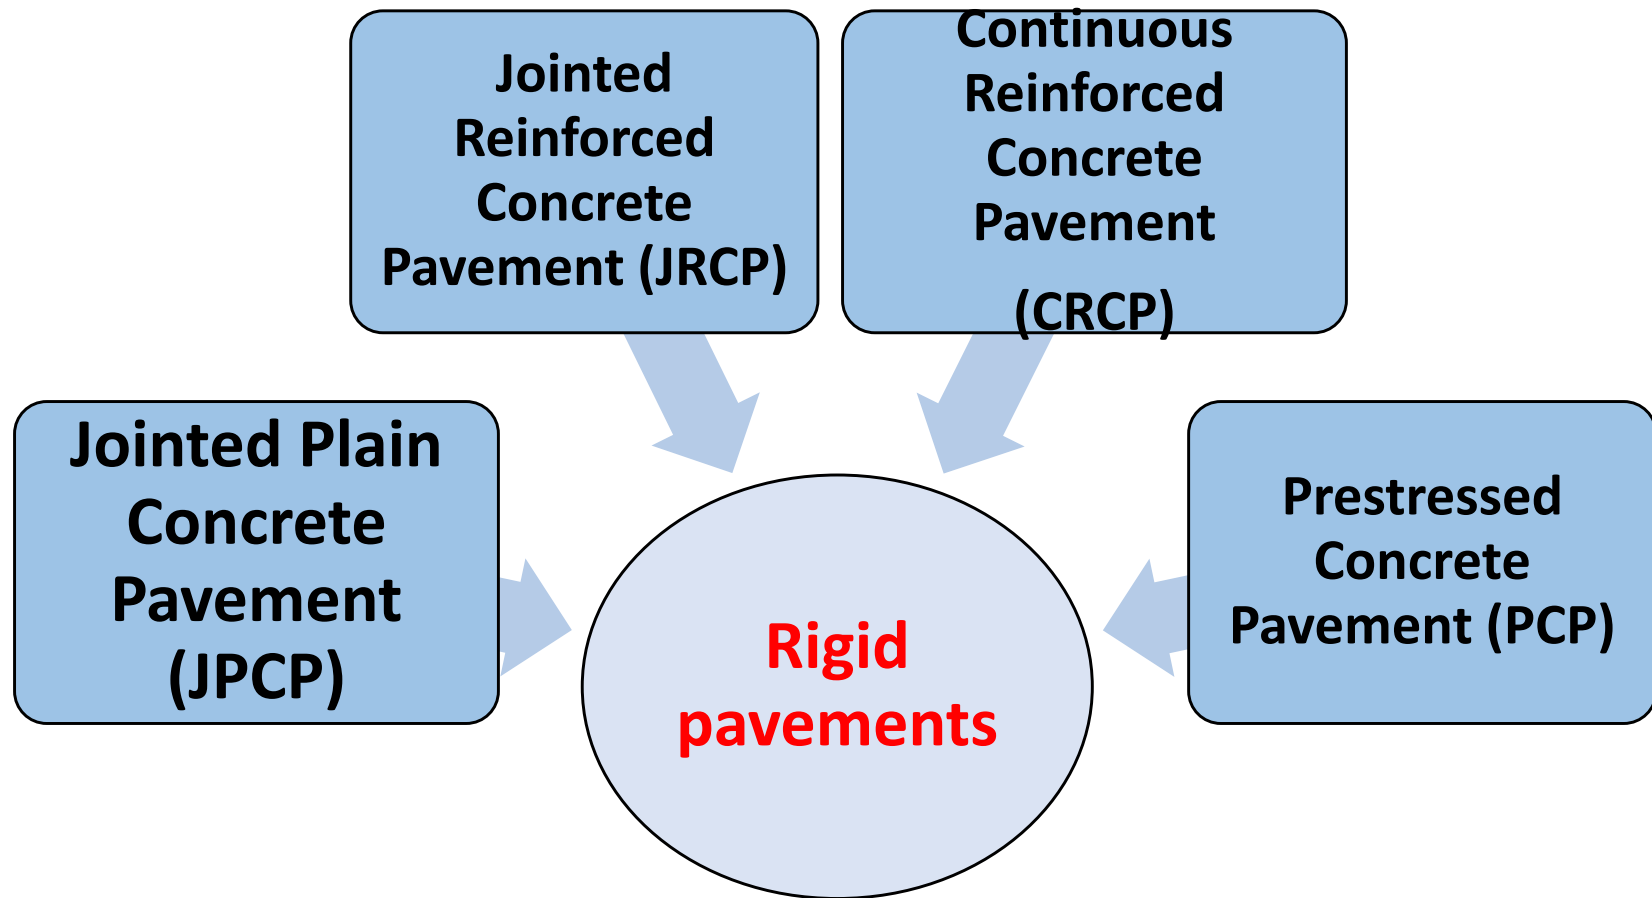 Jointed
Reinforced
Concrete
Pavement (JRCP)
Continuous
Reinforced
Concrete
Pavement
(CRCP)
Jointed Plain
Concrete
Pavement
(JPCP)
Prestressed
Concrete
Pavement (PCP)
Rigid
pavements